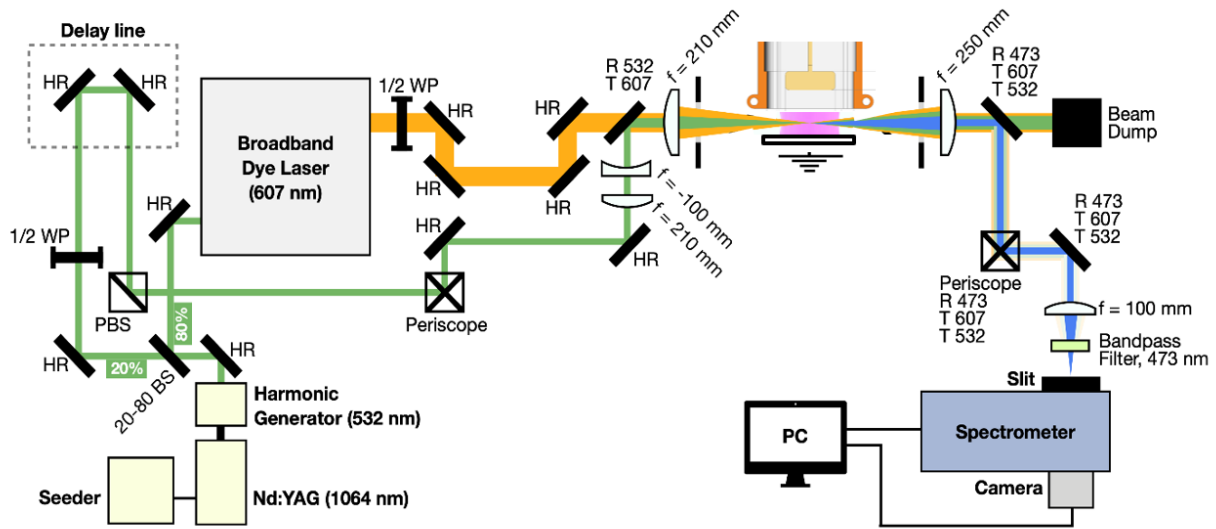 Delay line
HR
HR
1/2 WP
HR
HR
R 532
T 607
f = 210 mm
f = 250 mm
R 473
T 607
T 532
Beam
Dump
Broadband
Dye Laser
(607 nm)
HR
HR
HR
f = -100 mm
f = 210 mm
HR
1/2 WP
HR
HR
R 473
T 607
T 532
PBS
80%
Periscope
Periscope
R 473
T 607
T 532
f = 100 mm
HR
20%
20-80 BS
HR
Bandpass
Filter, 473 nm
Harmonic
Generator (532 nm)
Slit
PC
Spectrometer
Seeder
Nd:YAG (1064 nm)
Camera